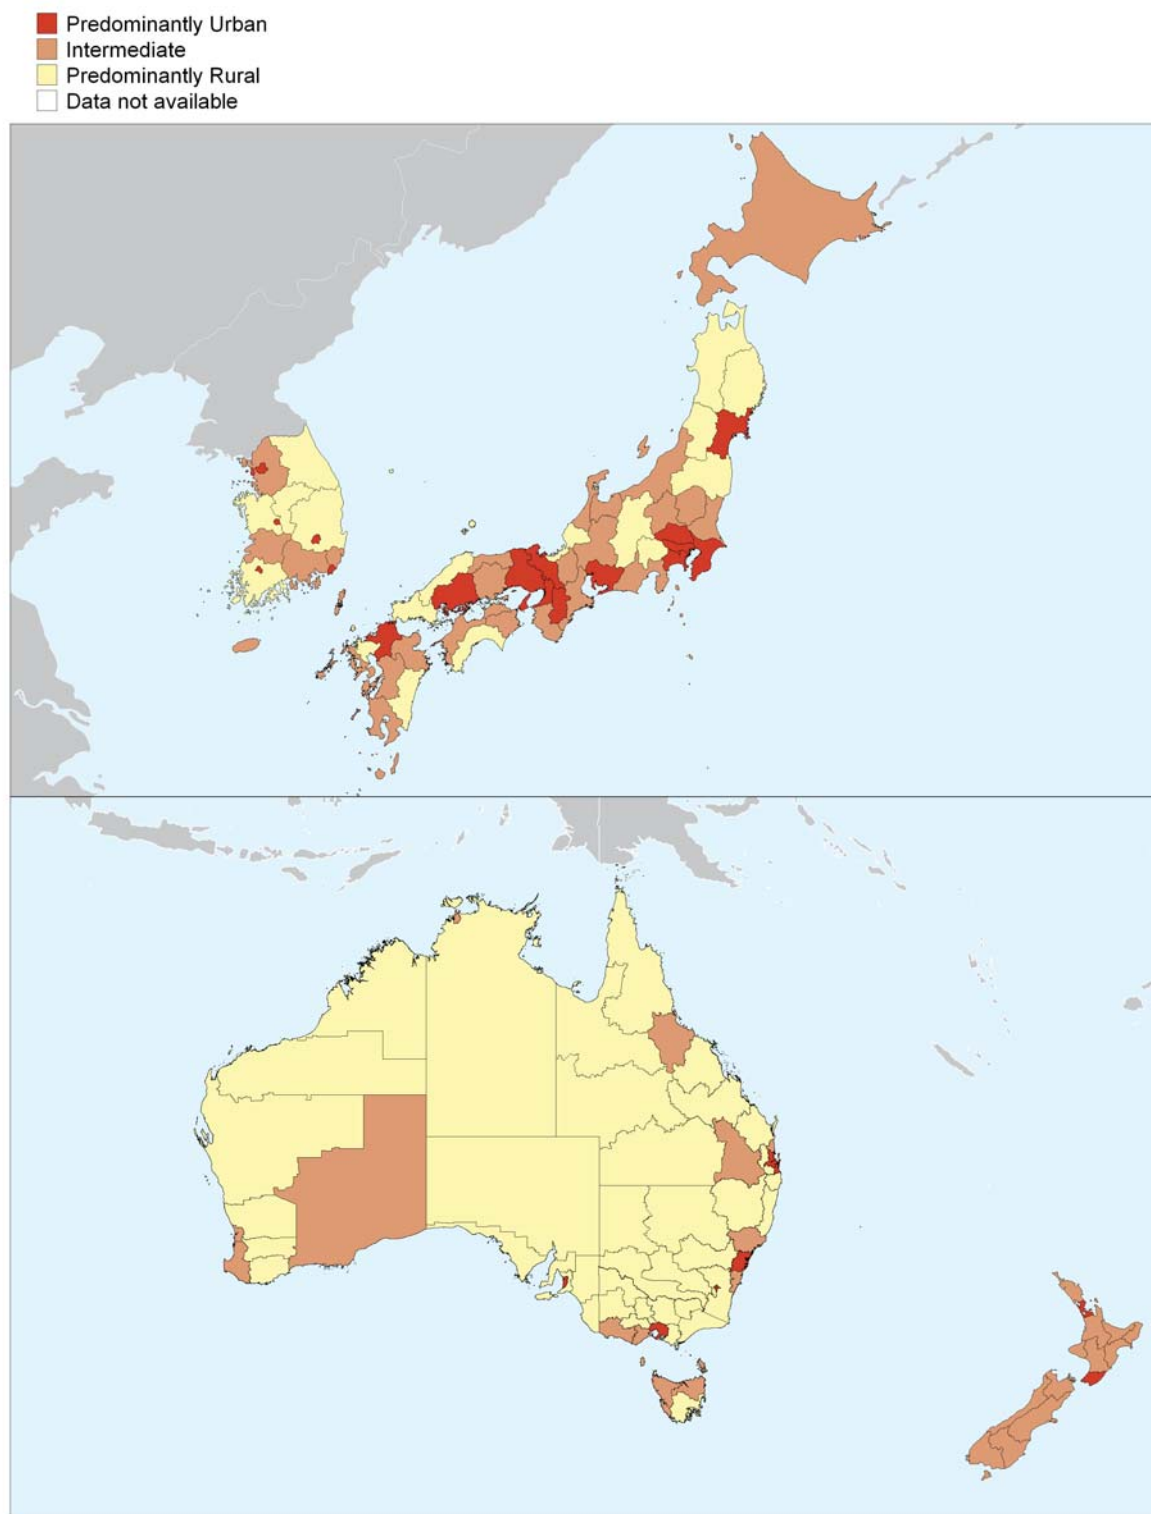 Predominantly Urban
Intermediate
Predominantly Rural
Data not available